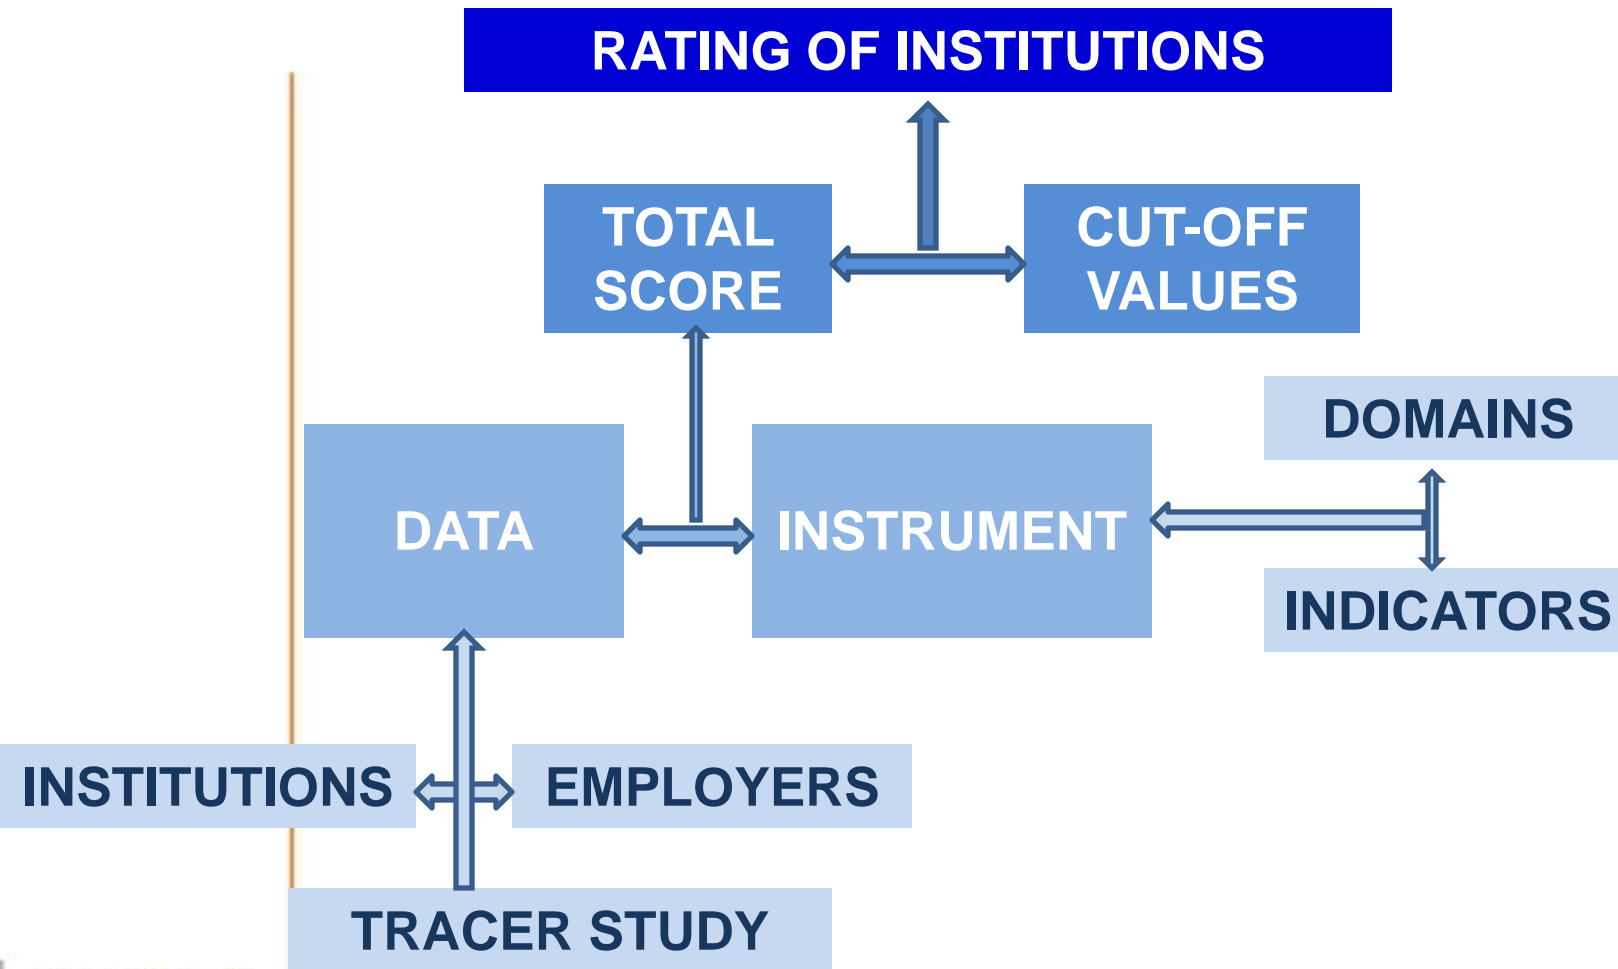 RATING OF INSTITUTIONS
TOTAL
SCORE
CUT-OFF
VALUES
DOMAINS
DATA
INSTRUMENT
INDICATORS
INSTITUTIONS
EMPLOYERS
TRACER STUDY